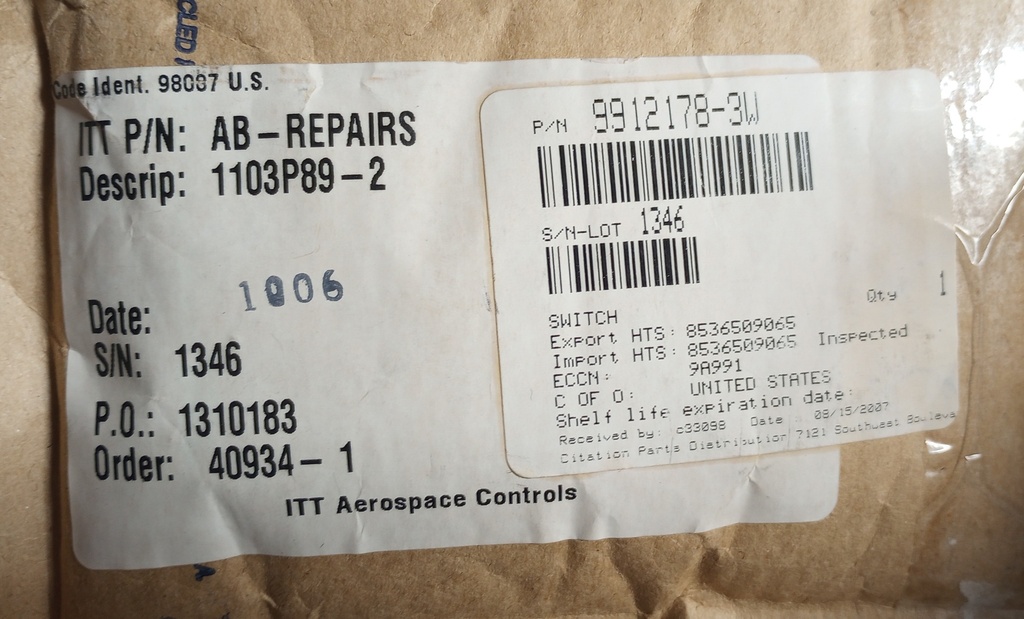 Code Ident. 98087 U.S.
ITT P/N: AB-REPAIRS
Descrip: 1103P89-2
Date: 1006
S/N: 1346
P.O.: 1310183
Order: 40934-1
ITT Aerospace Controls
P/N 9912178-3W
S/N-LOT 1346
Qty 1
SWITCH
Export HTS: 8536509065
Import HTS: 8536509065 Inspected
ECCN: 9A991
C OF O: UNITED STATES
Shelf life expiration date:
Received by: c33098 Date 08/15/2007
Citation Parts Distribution 7121 Southwest